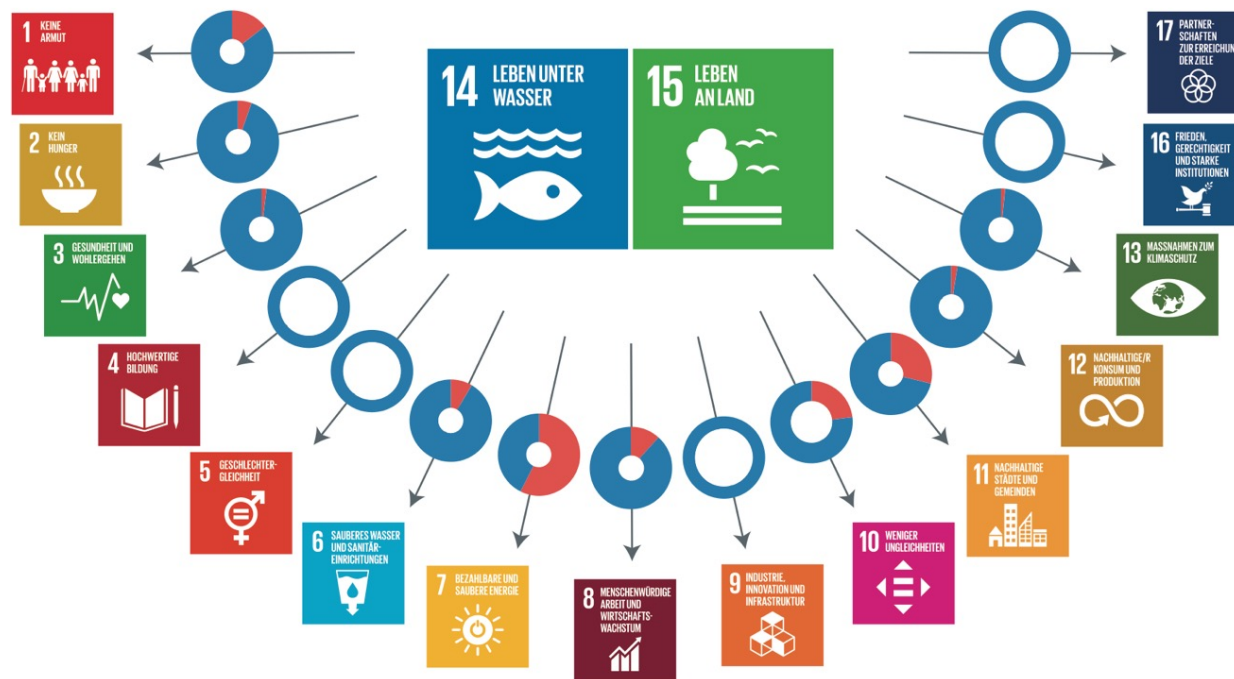 1 KEINE
ARMUT
2 KEIN
HUNGER
3 GESUNDHEIT UND
WOHLERGEHEN
4 HOCHWERTIGE
BILDUNG
5 GESCHLECHTER-
GLEICHHEIT
6 SAUBERES WASSER
UND SANITÄR-
EINRICHTUNGEN
7 BEZAHLBARE UND
SAUBERE ENERGIE
8 MENSCHENWÜRDIGE
ARBEIT UND
WIRTSCHAFTS-
WACHSTUM
9 INDUSTRIE,
INNOVATION UND
INFRASTRUKTUR
10 WENIGER
UNGLEICHHEITEN
11 NACHHALTIGE
STÄDTE UND
GEMEINDEN
12 NACHHALTIGE/R
KONSUM UND
PRODUKTION
13 MASSNAHMEN ZUM
KLIMASCHUTZ
14 LEBEN UNTER
WASSER
15 LEBEN
AN LAND
16 FRIEDEN,
GERECHTIGKEIT
UND STARKE
INSTITUTIONEN
17 PARTNER-
SCHAFTEN
ZUR ERREICHUN
DER ZIELE